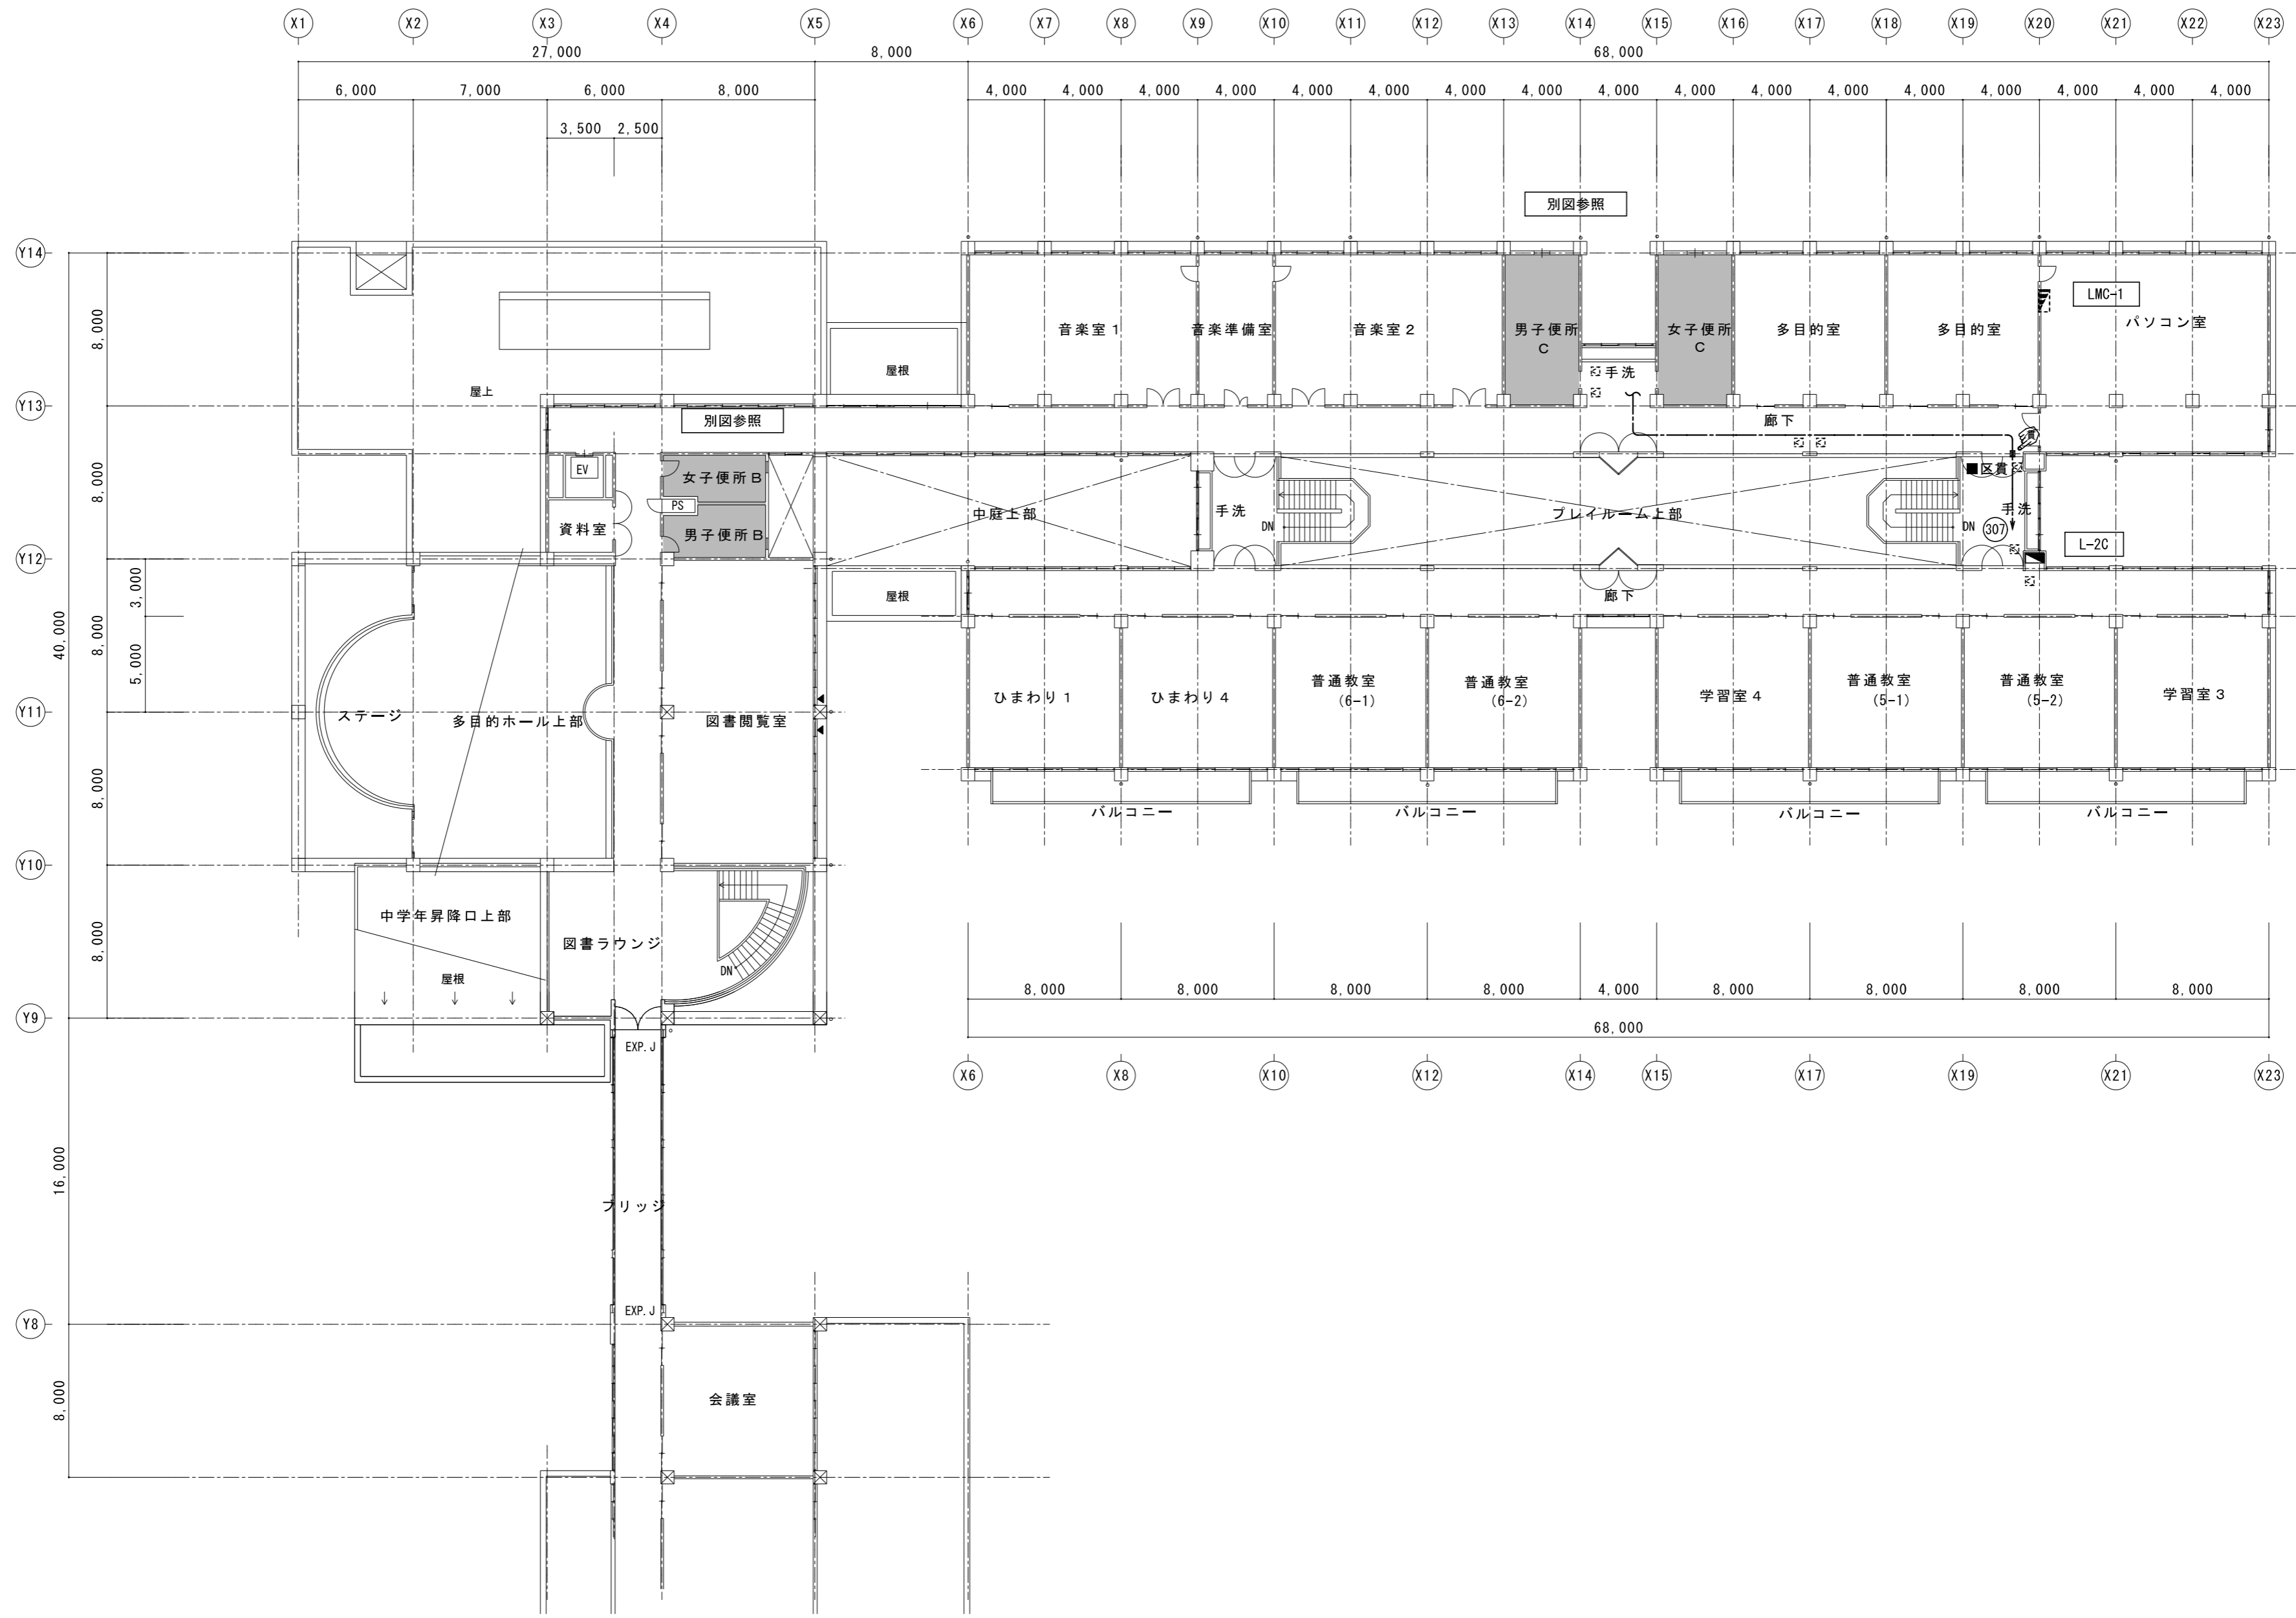 X1 X2 X3 X4 X5 X6 X7 X8 X9 X10 X11 X12 X13 X14 X15 X16 X17 X18 X19 X20 X21 X22 X23
27,000 8,000 68,000
6,000 7,000 6,000 8,000 4,000 4,000 4,000 4,000 4,000 4,000 4,000 4,000 4,000 4,000 4,000 4,000 4,000 4,000 4,000 4,000 4,000
3,500 2,500
別図参照
Y14
LMC-1
8,000
音楽室1 音楽準備室 音楽室2 男子便所
C 女子便所
C 多目的室 多目的室 パソコン室
屋根
手洗
屋上
Y13
別図参照
廊下
貫
EV
女子便所B
■区貫
8,000
PS
資料室
男子便所B
中庭上部
手洗
DN
プレイルーム上部
DN
手洗
307
L-2C
Y12
3,000
屋根
廊下
40,000
8,000
5,000
ひまわり1 ひまわり4 普通教室
(6-1) 普通教室
(6-2) 学習室4 普通教室
(5-1) 普通教室
(5-2) 学習室3
Y11
ステージ 多目的ホール上部 図書閲覧室
8,000
バルコニー バルコニー バルコニー バルコニー
Y10
中学年昇降口上部
図書ラウンジ
8,000
屋根
DN
8,000 8,000 8,000 8,000 4,000 8,000 8,000 8,000 8,000
Y9
68,000
EXP.J
X6 X8 X10 X12 X14 X15 X17 X19 X21 X23
16,000
ブリッジ
EXP.J
Y8
8,000
会議室